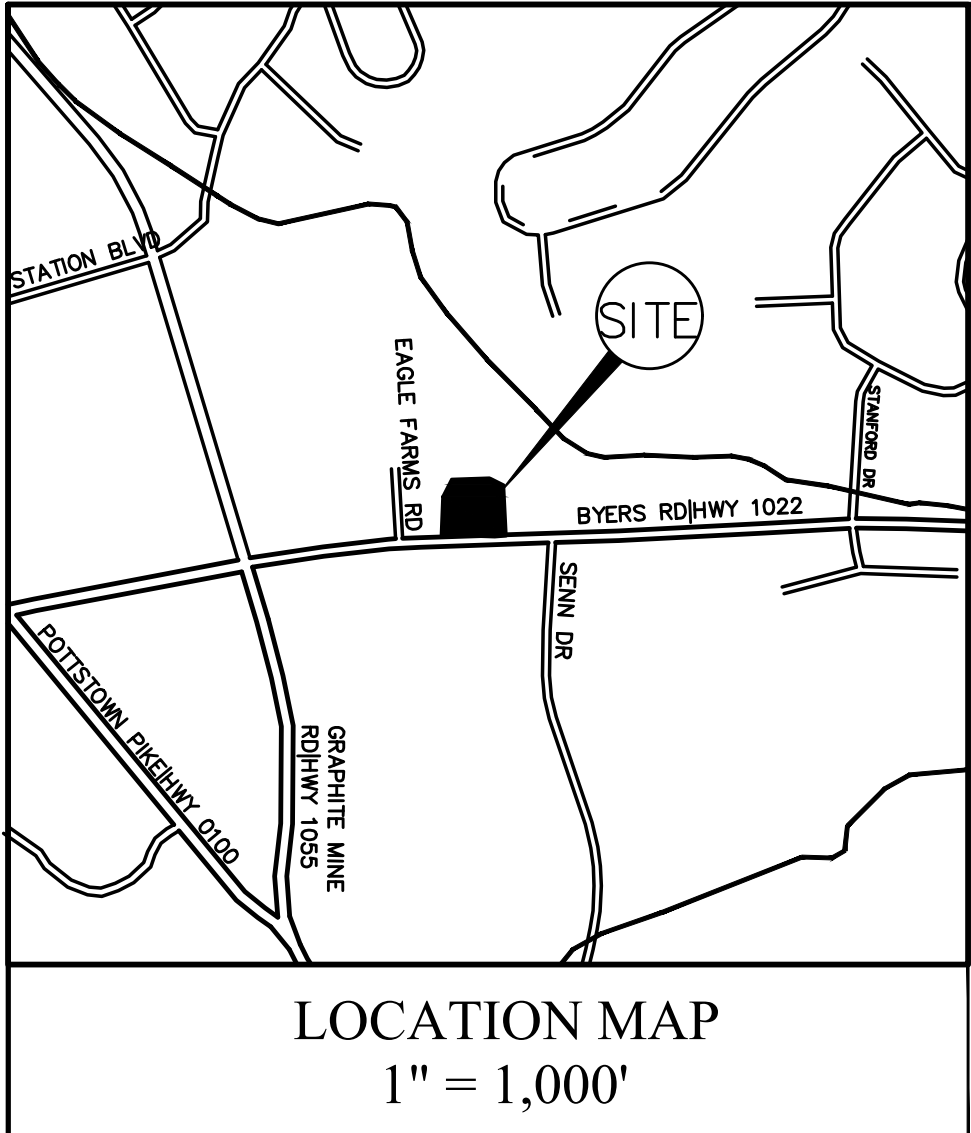 STATION BLVD
SITE
EAGLE FARMS RD
STANFORD DR
BYERS RD|HWY 1022
SENN DR
POTTSTOWN PIKE|HWY 0100
GRAPHITE MINE
RD|HWY 1055
LOCATION MAP
1" = 1,000'